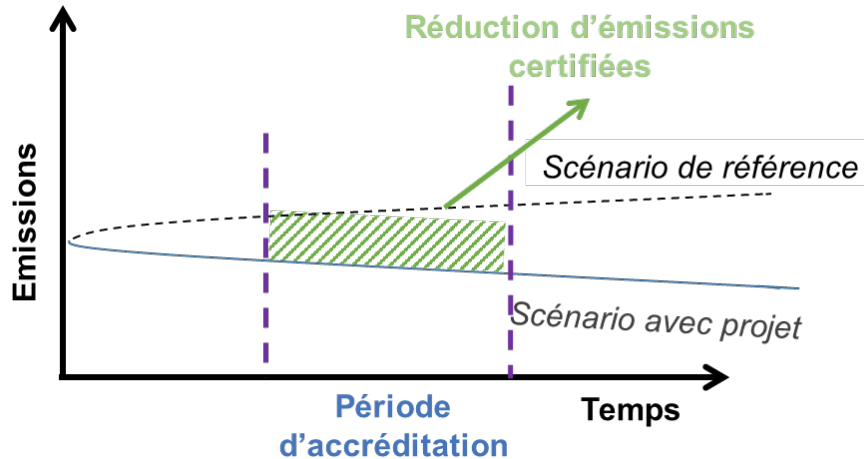 Réduction d'émissions
certifiées
Emissions
Scénario de référence
Scénario avec projet
Période
d'accréditation
Temps